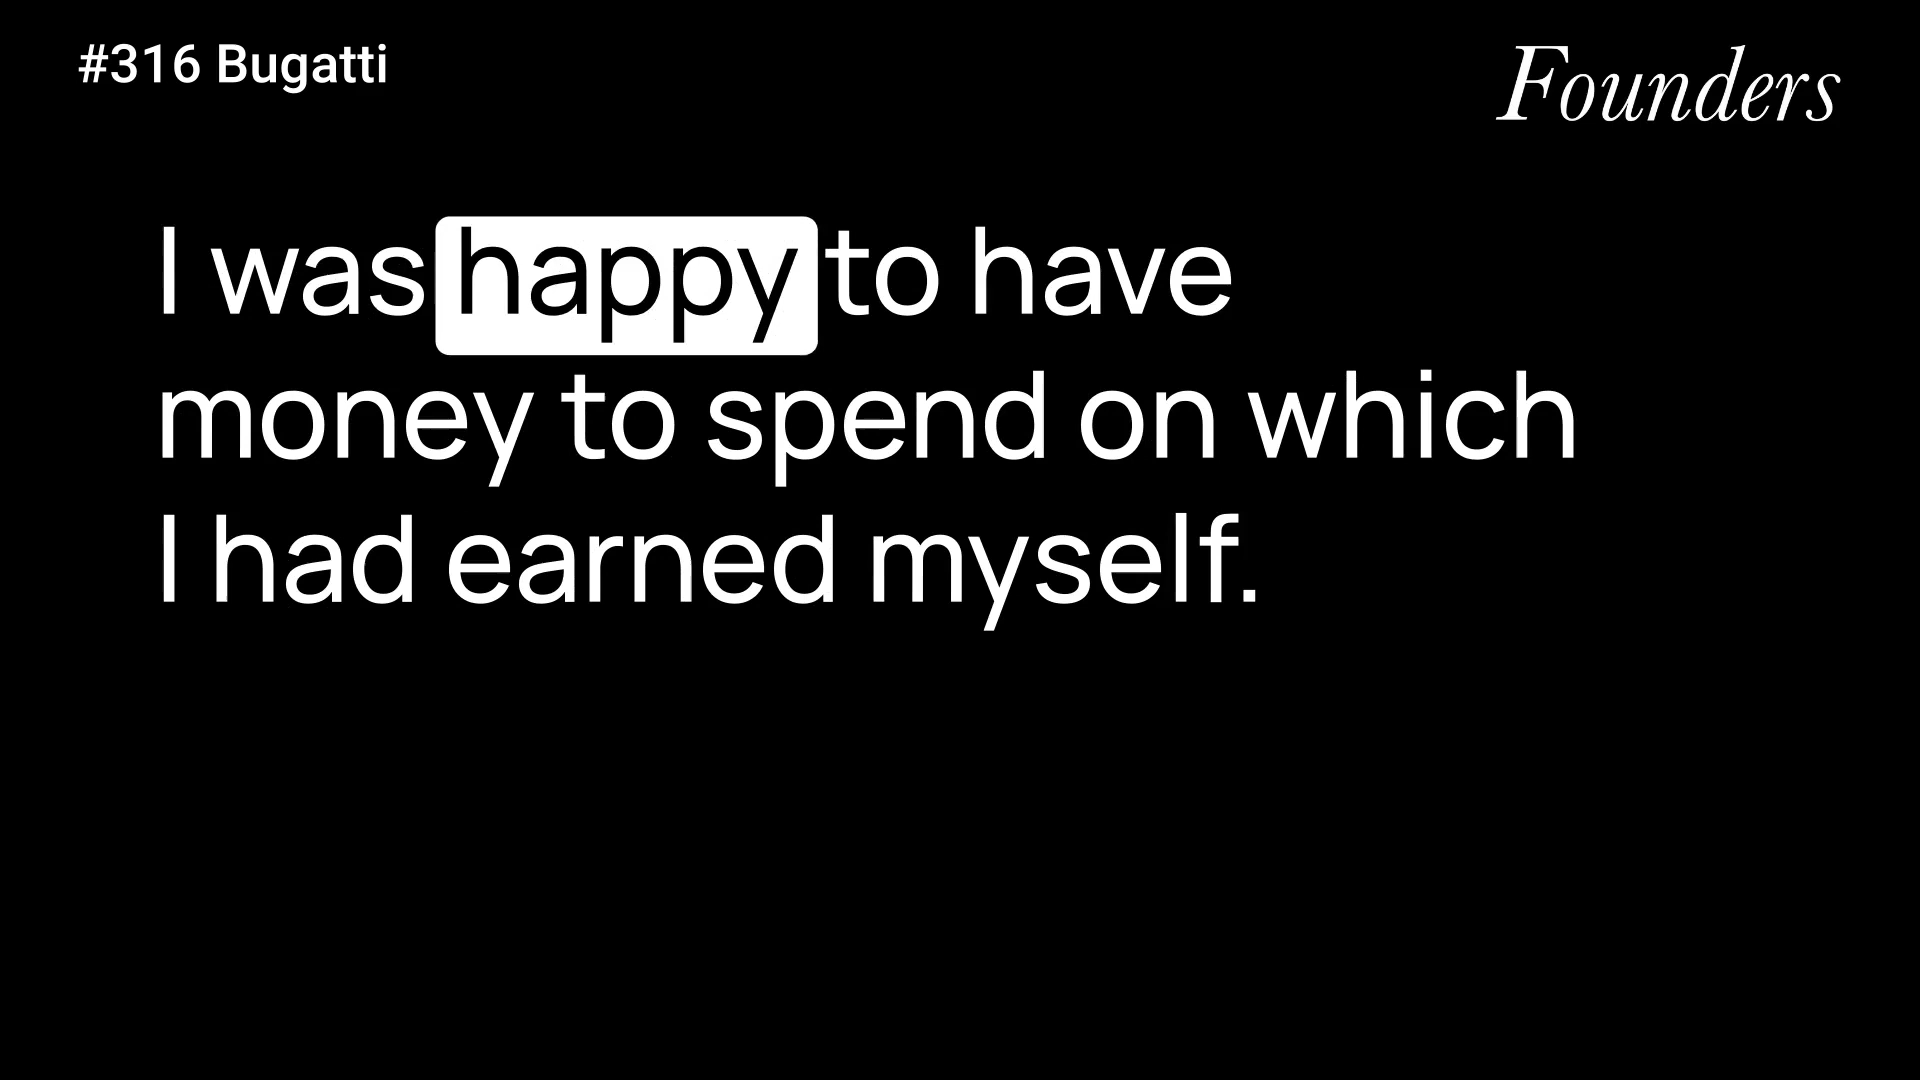 #316 Bugatti
Founders
I was happy to have
money to spend on which
I had earned myself.